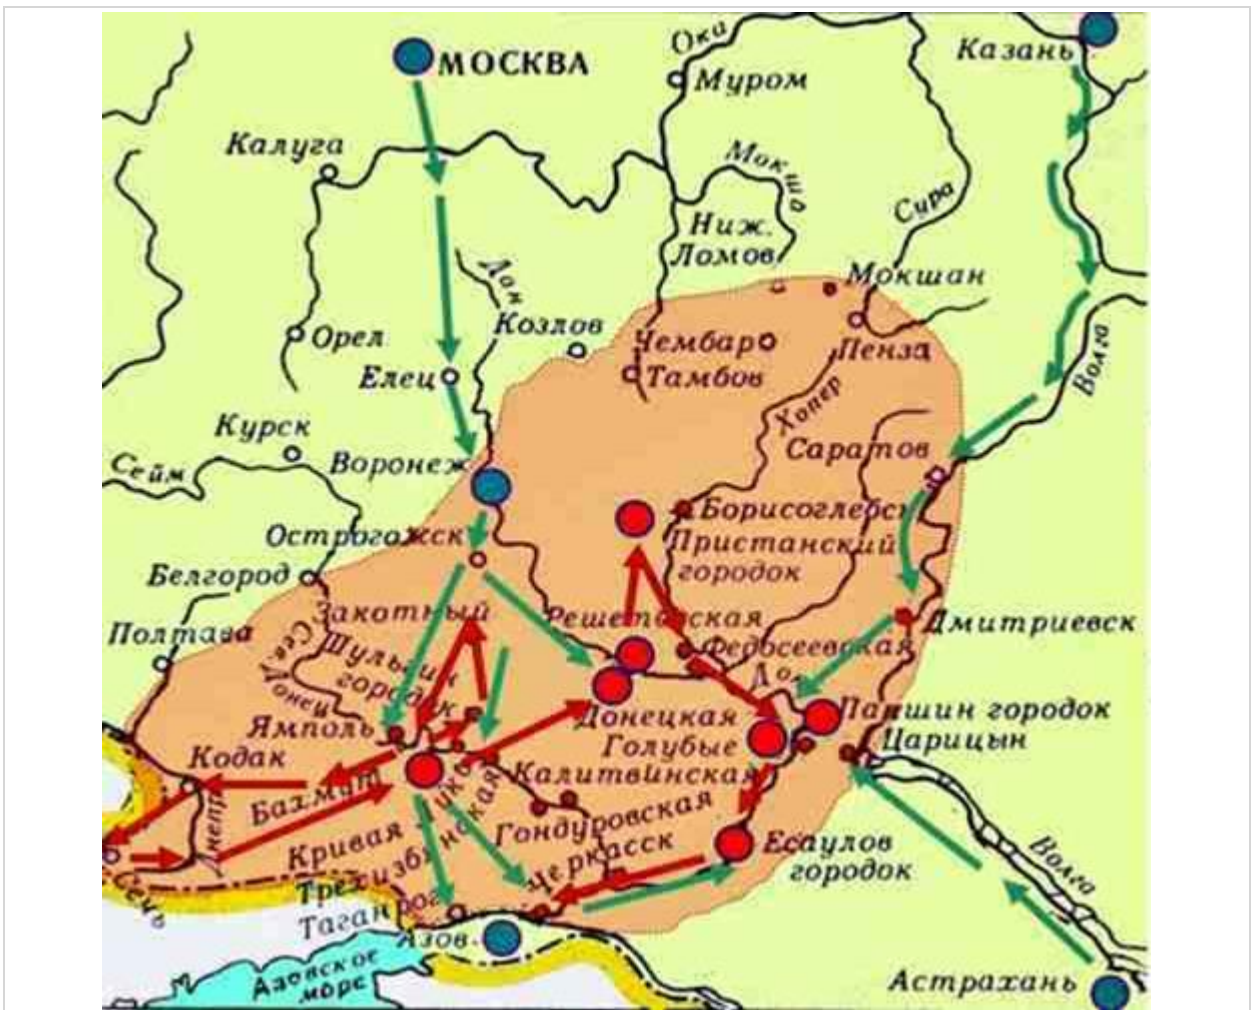 Ока
Казань
МОСКВА
Муром
Калуга
Мокша
Сура
Ниж.
Ломов
Дон
Мокшан
Козлов
Орел
Чембар
Пенза
Волга
Елец
Тамбов
Хопер
Курск
Саратов
Сейм
Воронеж
Борисоглебск
Острогожск
Пристанский
городок
Белгород
Закотный
Решетовская
Полтава
Дмитриевск
Сев. Донец
Шульгин
городок
Федосеевская
Дон
Ямполь
Донецкая
Паншин городок
Голубые
Царицын
Кодак
Бахмут
Калитвинская
Днепр
Кривая Лука
Гондуровская
Трехизбянская
Черкасск
Есаулов
городок
Волга
Сечь
Таганрог
Азов
Азовское
море
Астрахань